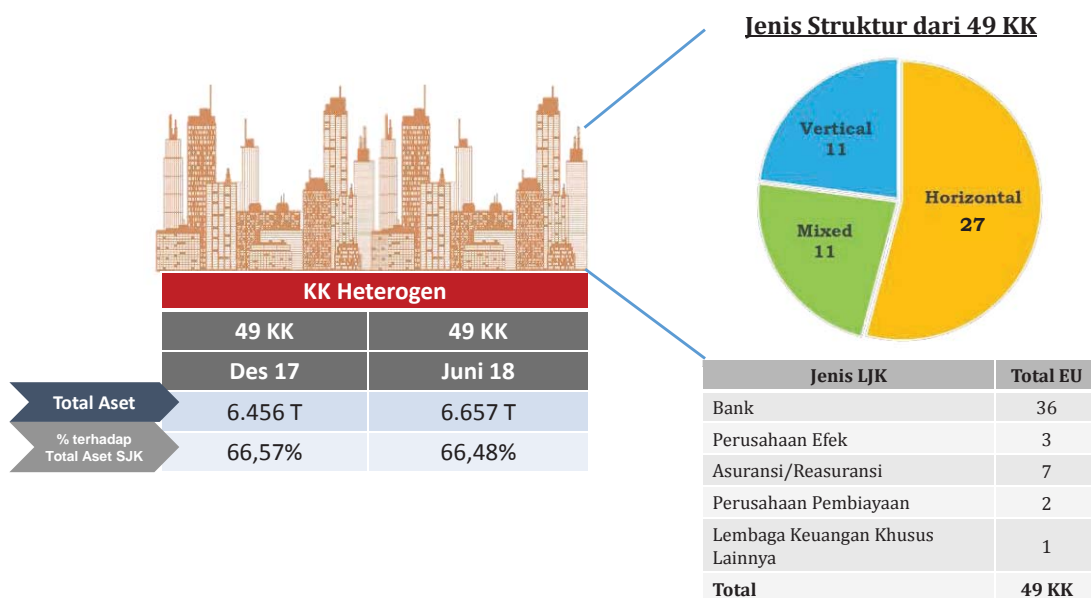 Jenis Struktur dari 49 KK
Vertical
11
Horizontal
27
Mixed
11
KK Heterogen
49 KK 49 KK
Des 17 Juni 18
Total Aset 6.456 T 6.657 T
% terhadap
Total Aset SJK
66,57% 66,48%
Jenis LJK Total EU
Bank 36
Perusahaan Efek 3
Asuransi/Reasuransi 7
Perusahaan Pembiayaan 2
Lembaga Keuangan Khusus
Lainnya
1
Total 49 KK